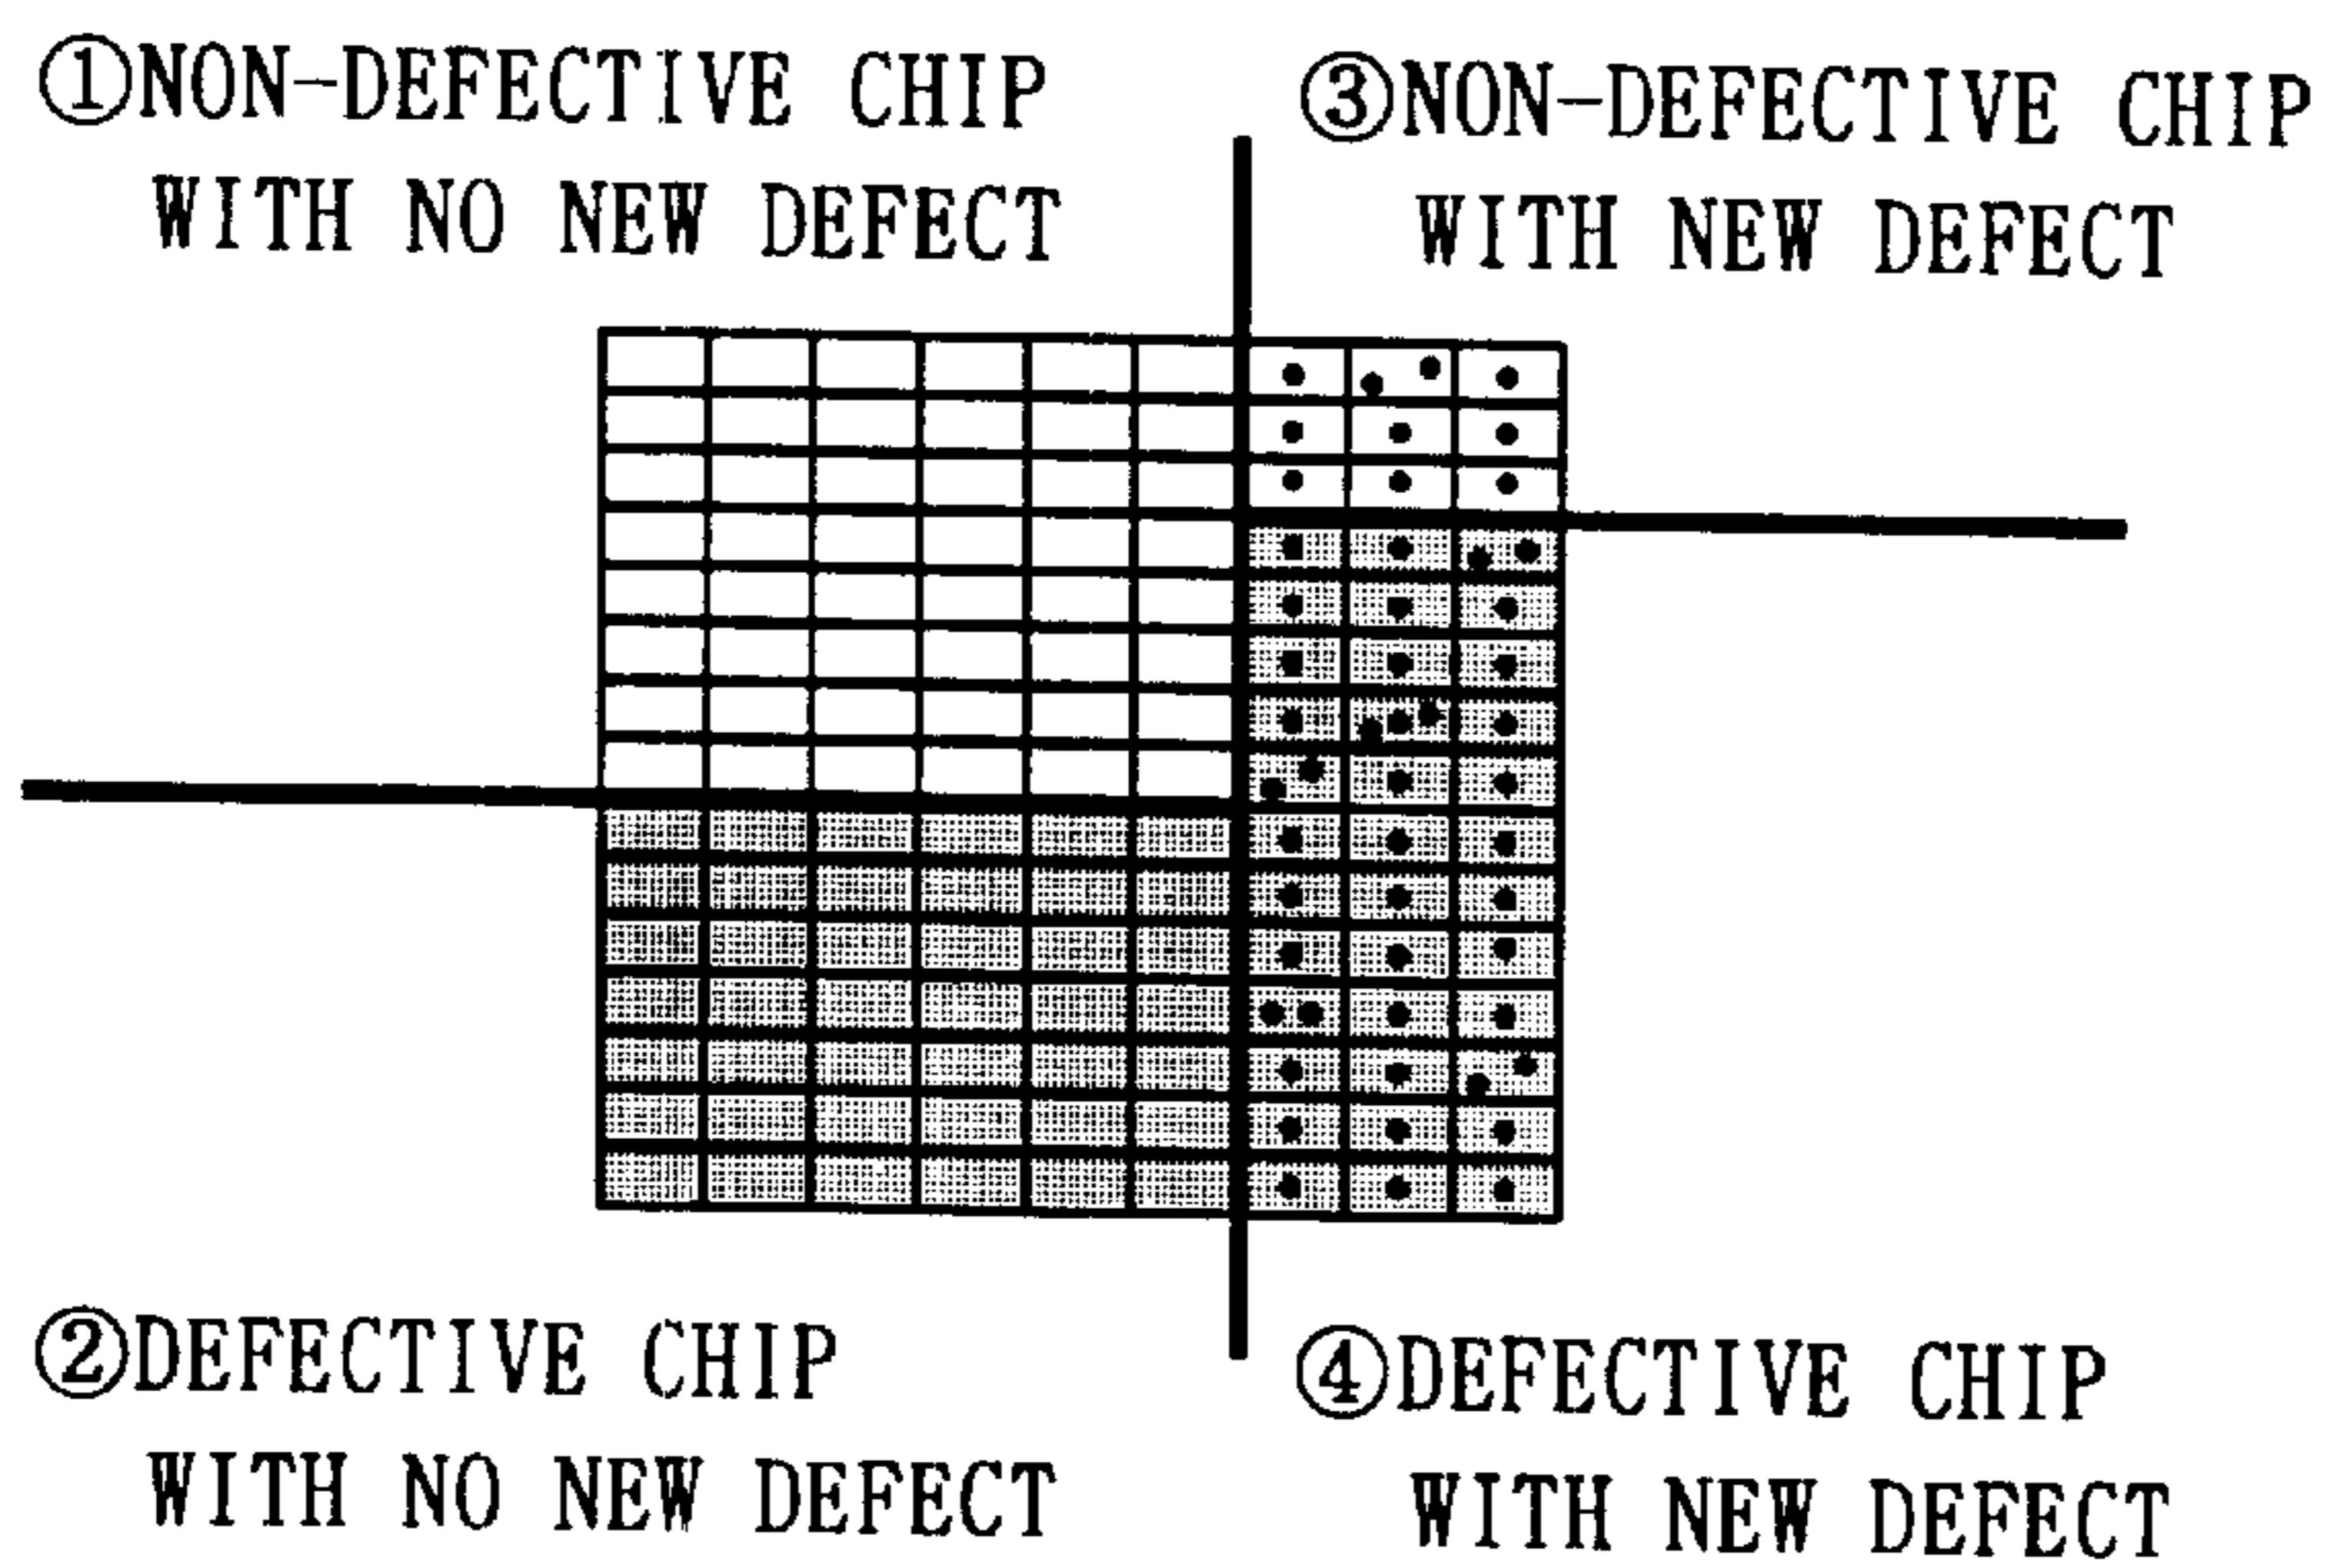 ①NON-DEFECTIVE CHIP
WITH NO NEW DEFECT
③NON-DEFECTIVE CHIP
WITH NEW DEFECT
②DEFECTIVE CHIP
WITH NO NEW DEFECT
④DEFECTIVE CHIP
WITH NEW DEFECT